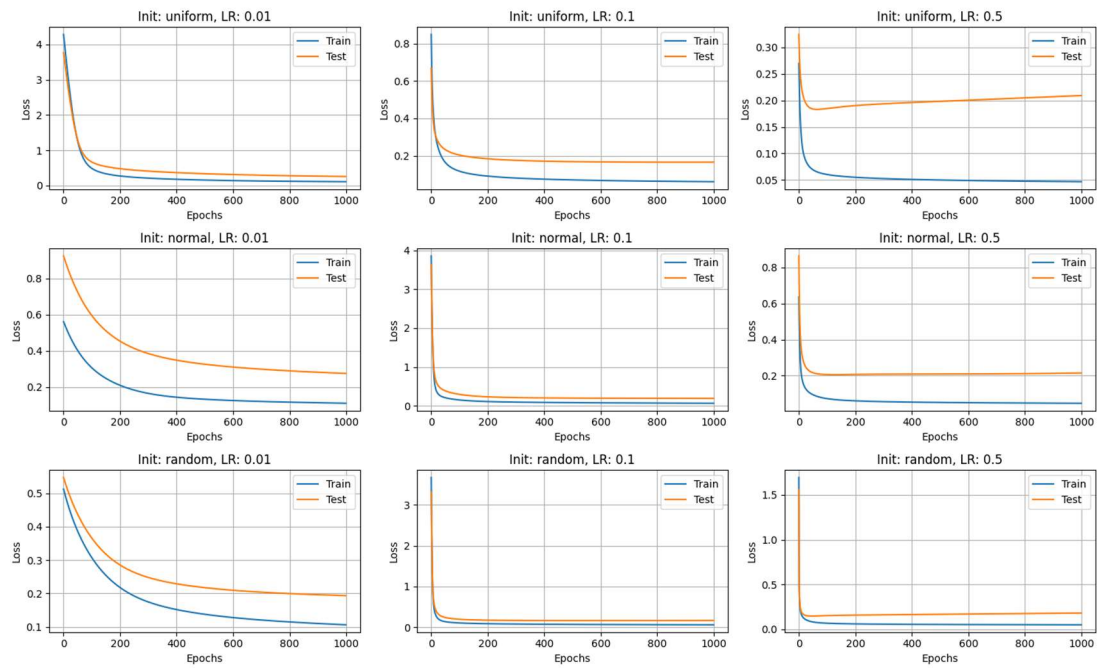 Init: uniform, LR: 0.01
Loss
4
3
2
1
0
0 200 400 600 800 1000
Epochs
Train
Test
Init: uniform, LR: 0.1
Loss
0.8
0.6
0.4
0.2
0 200 400 600 800 1000
Epochs
Train
Test
Init: uniform, LR: 0.5
Loss
0.30
0.25
0.20
0.15
0.10
0.05
0 200 400 600 800 1000
Epochs
Train
Test
Init: normal, LR: 0.01
Loss
0.8
0.6
0.4
0.2
0 200 400 600 800 1000
Epochs
Train
Test
Init: normal, LR: 0.1
Loss
4
3
2
1
0
0 200 400 600 800 1000
Epochs
Train
Test
Init: normal, LR: 0.5
Loss
0.8
0.6
0.4
0.2
0 200 400 600 800 1000
Epochs
Train
Test
Init: random, LR: 0.01
Loss
0.5
0.4
0.3
0.2
0.1
0 200 400 600 800 1000
Epochs
Train
Test
Init: random, LR: 0.1
Loss
3
2
1
0
0 200 400 600 800 1000
Epochs
Train
Test
Init: random, LR: 0.5
Loss
1.5
1.0
0.5
0.0
0 200 400 600 800 1000
Epochs
Train
Test